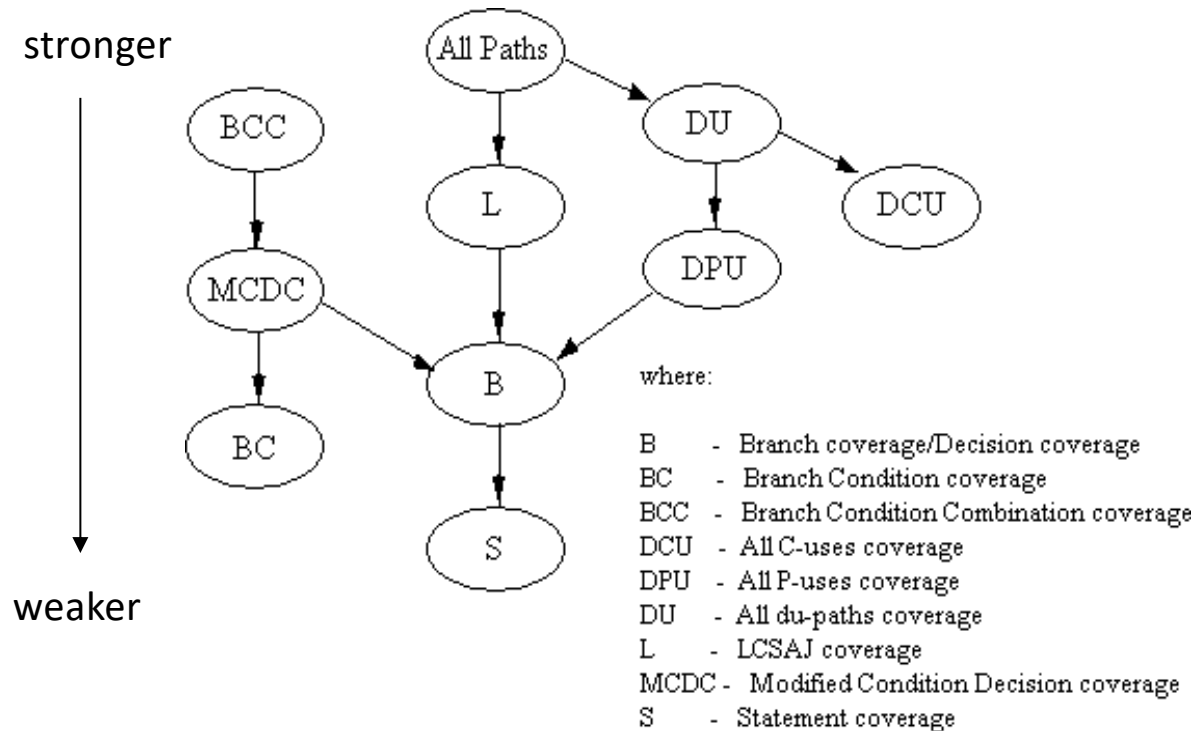 stronger
All Paths
BCC
DU
L
DCU
MCDC
DPU
B
BC
S
weaker
where:
B - Branch coverage/Decision coverage
BC - Branch Condition coverage
BCC - Branch Condition Combination coverage
DCU - All C-uses coverage
DPU - All P-uses coverage
DU - All du-paths coverage
L - LCSAJ coverage
MCDC - Modified Condition Decision coverage
S - Statement coverage